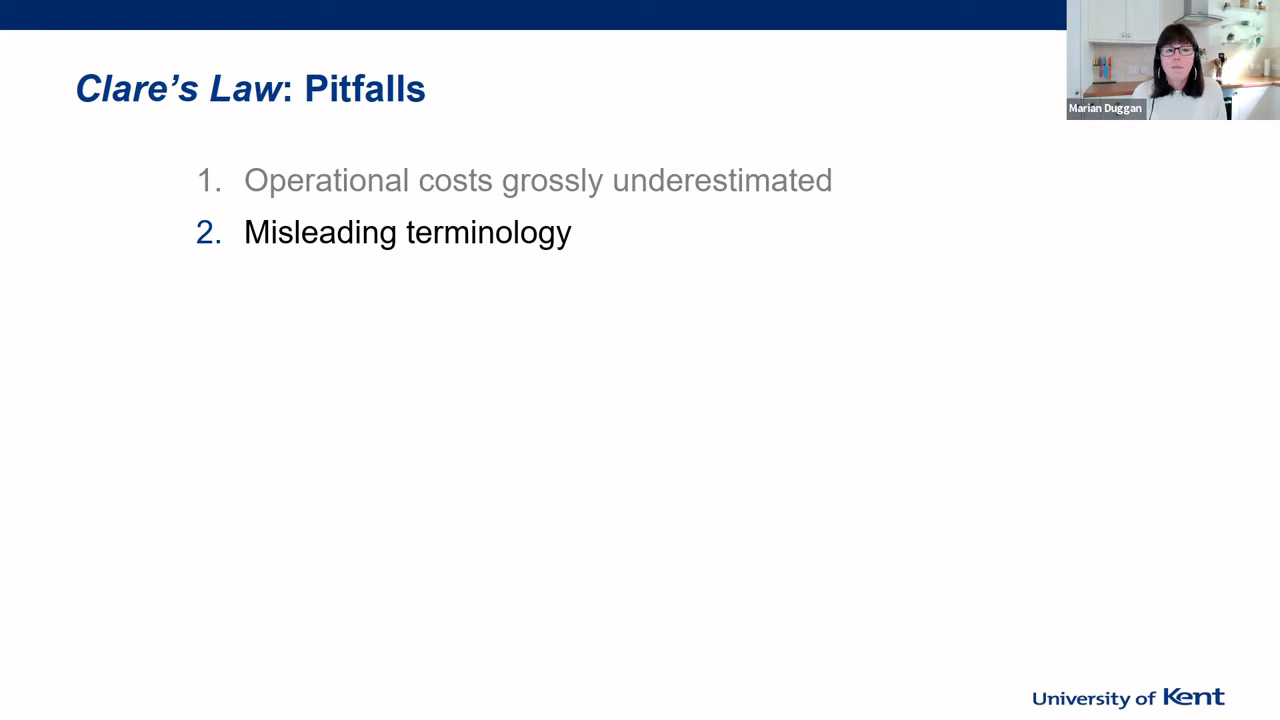 Clare's Law: Pitfalls
Marian Duggan
1. Operational costs grossly underestimated
2. Misleading terminology
University of Kent